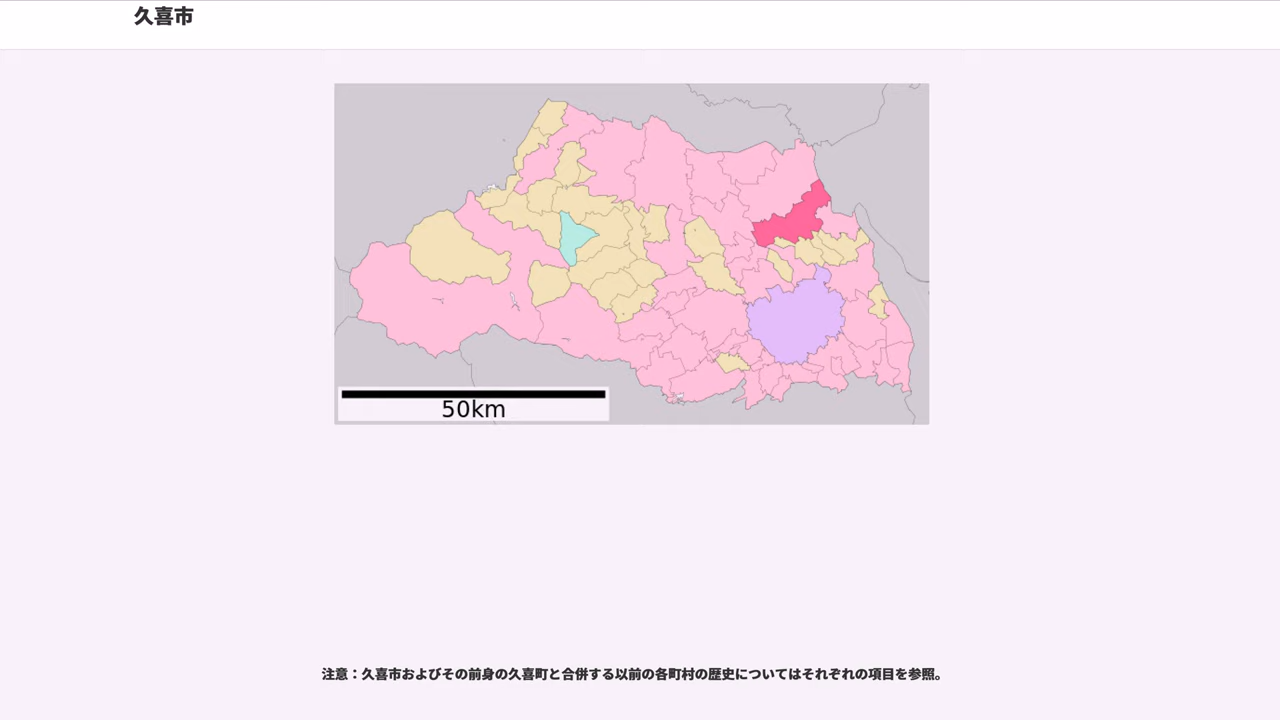 久喜市
50km
注意：久喜市およびその前身の久喜町と合併する以前の各町村の歴史についてはそれぞれの項目を参照。